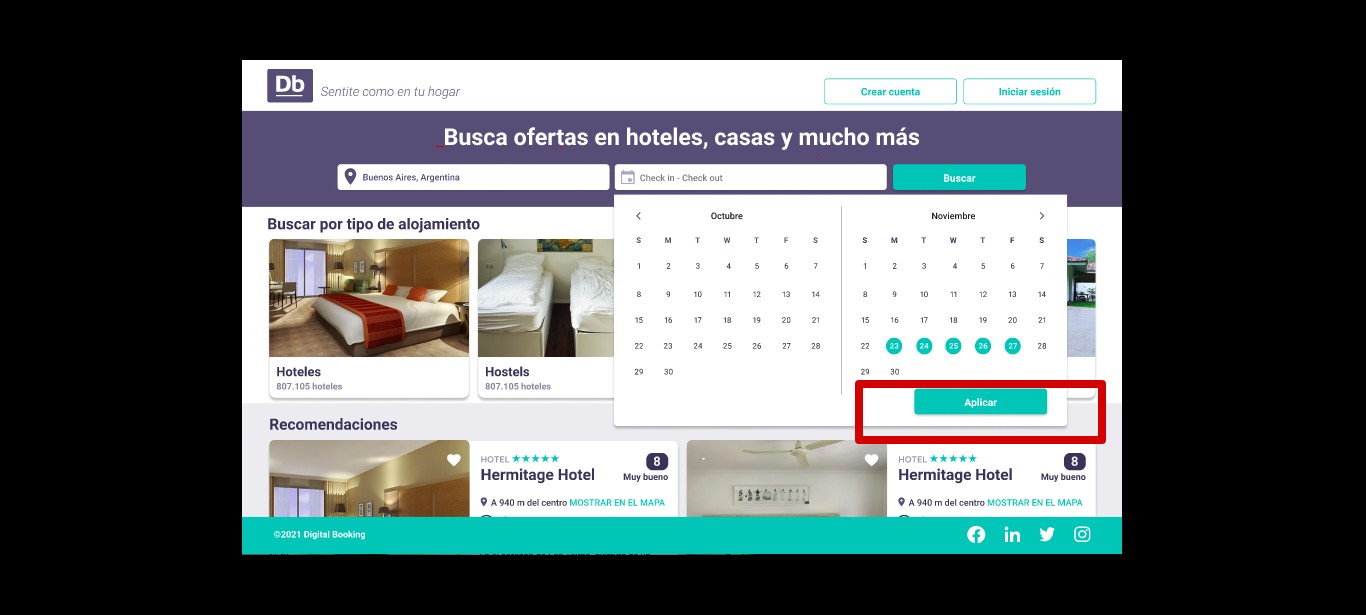 Db
Sentite como en tu hogar
Crear cuenta
Iniciar sesión
Busca ofertas en hoteles, casas y mucho más
Buenos Aires, Argentina
Check in - Check out
Buscar
Buscar por tipo de alojamiento
Octubre
S M T W T F S
1 2 3 4 5 6 7
8 9 10 11 12 13 14
15 16 17 18 19 20 21
22 23 24 25 26 27 28
29 30
Noviembre
S M T W T F S
1 2 3 4 5 6 7
8 9 10 11 12 13 14
15 16 17 18 19 20 21
22 23 24 25 26 27 28
29 30
Aplicar
Hoteles
807.105 hoteles
Hostels
807.105 hoteles
Recomendaciones
HOTEL
8
Hermitage Hotel
Muy bueno
A 940 m del centro MOSTRAR EN EL MAPA
HOTEL
8
Hermitage Hotel
Muy bueno
A 940 m del centro MOSTRAR EN EL MAPA
©2021 Digital Booking